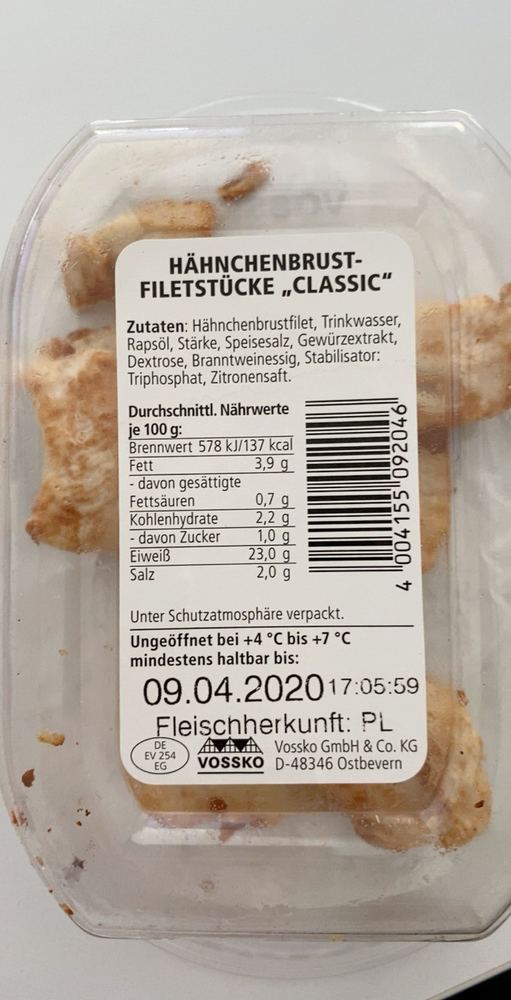 HÄHNCHENBRUST-
FILETSTÜCKE „CLASSIC“
Zutaten: Hähnchenbrustfilet, Trinkwasser,
Rapsöl, Stärke, Speisesalz, Gewürzextrakt,
Dextrose, Branntweinessig, Stabilisator:
Triphosphat, Zitronensaft.
Durchschnittl. Nährwerte
je 100 g:
Brennwert 578 kJ/137 kcal
Fett 3,9 g
- davon gesättigte
Fettsäuren 0,7 g
Kohlenhydrate 2,2 g
- davon Zucker 1,0 g
Eiweiß 23,0 g
Salz 2,0 g
4 004155 092046
Unter Schutzatmosphäre verpackt.
Ungeöffnet bei +4 °C bis +7 °C
mindestens haltbar bis:
09.04.2020 17:05:59
Fleischherkunft: PL
DE
EV 254
EG
VOSSKO
Vossko GmbH & Co. KG
D-48346 Ostbevern